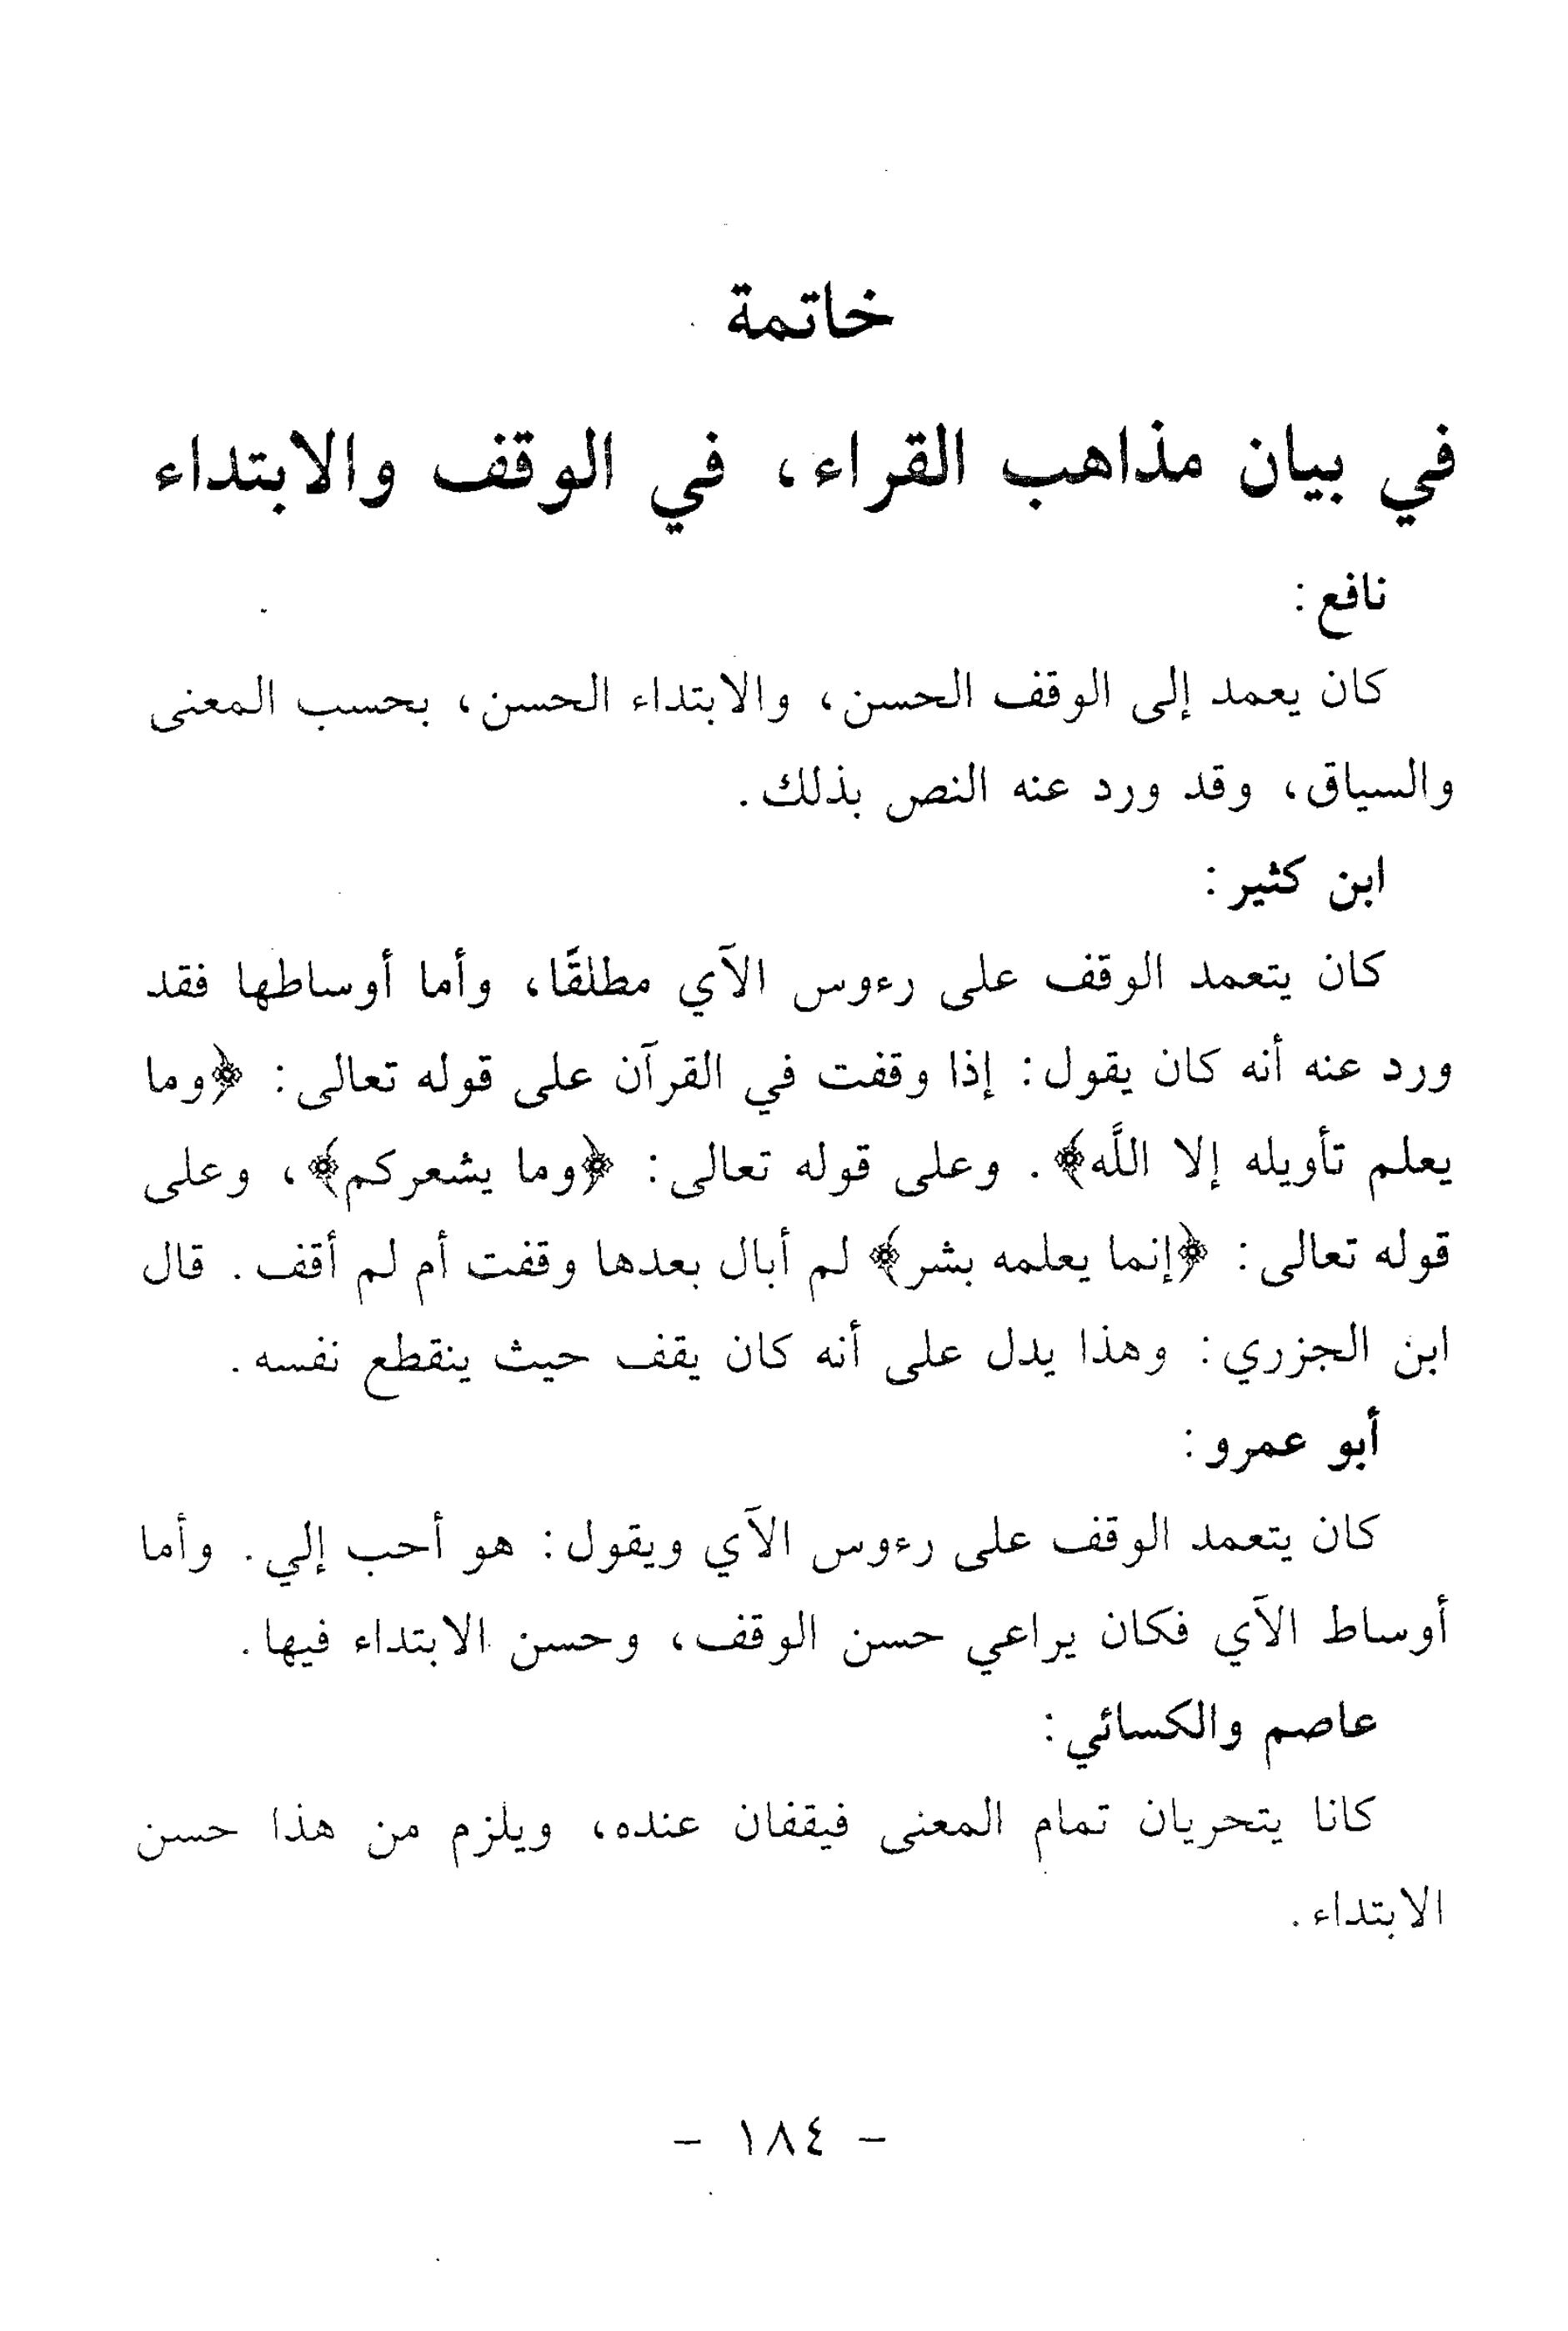 خاتمة
في بيان مذاهب القراء، في الوقف والابتداء
نافع:
كان يعمد إلى الوقف الحسن، والابتداء الحسن، بحسب المعنى
والسياق، وقد ورد عنه النص بذلك.
ابن كثير:
كان يتعمد الوقف على رءوس الآي مطلقًا، وأما أوساطها فقد
ورد عنه أنه كان يقول: إذا وقفت في القرآن على قوله تعالى: ﴿وما
يعلم تأويله إلا اللَّه﴾. وعلى قوله تعالى: ﴿وما يشعركم﴾، وعلى
قوله تعالى: ﴿إنما يعلمه بشر﴾ لم أبال بعدها وقفت أم لم أقف. قال
ابن الجزري: وهذا يدل على أنه كان يقف حيث ينقطع نفسه.
أبو عمرو:
كان يتعمد الوقف على رءوس الآي ويقول: هو أحب إلي. وأما
أوساط الآي فكان يراعي حسن الوقف، وحسن الابتداء فيها.
عاصم والكسائي:
كانا يتحريان تمام المعنى فيقفان عنده، ويلزم من هذا حسن
الابتداء.
- ١٨٤ -